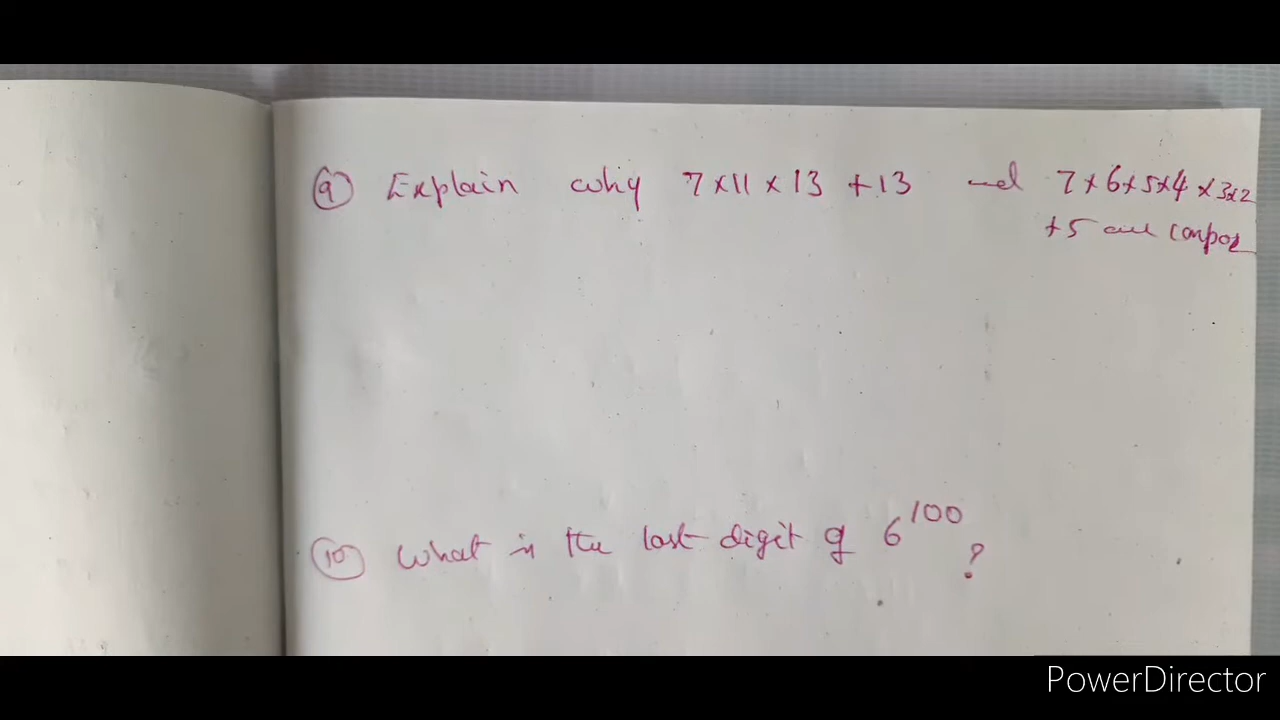 9 Explain why 7×11×13 +13 and 7×6×5×4×3×2
+5 are compos
10 What is the last digit of 6^100 ?
PowerDirector